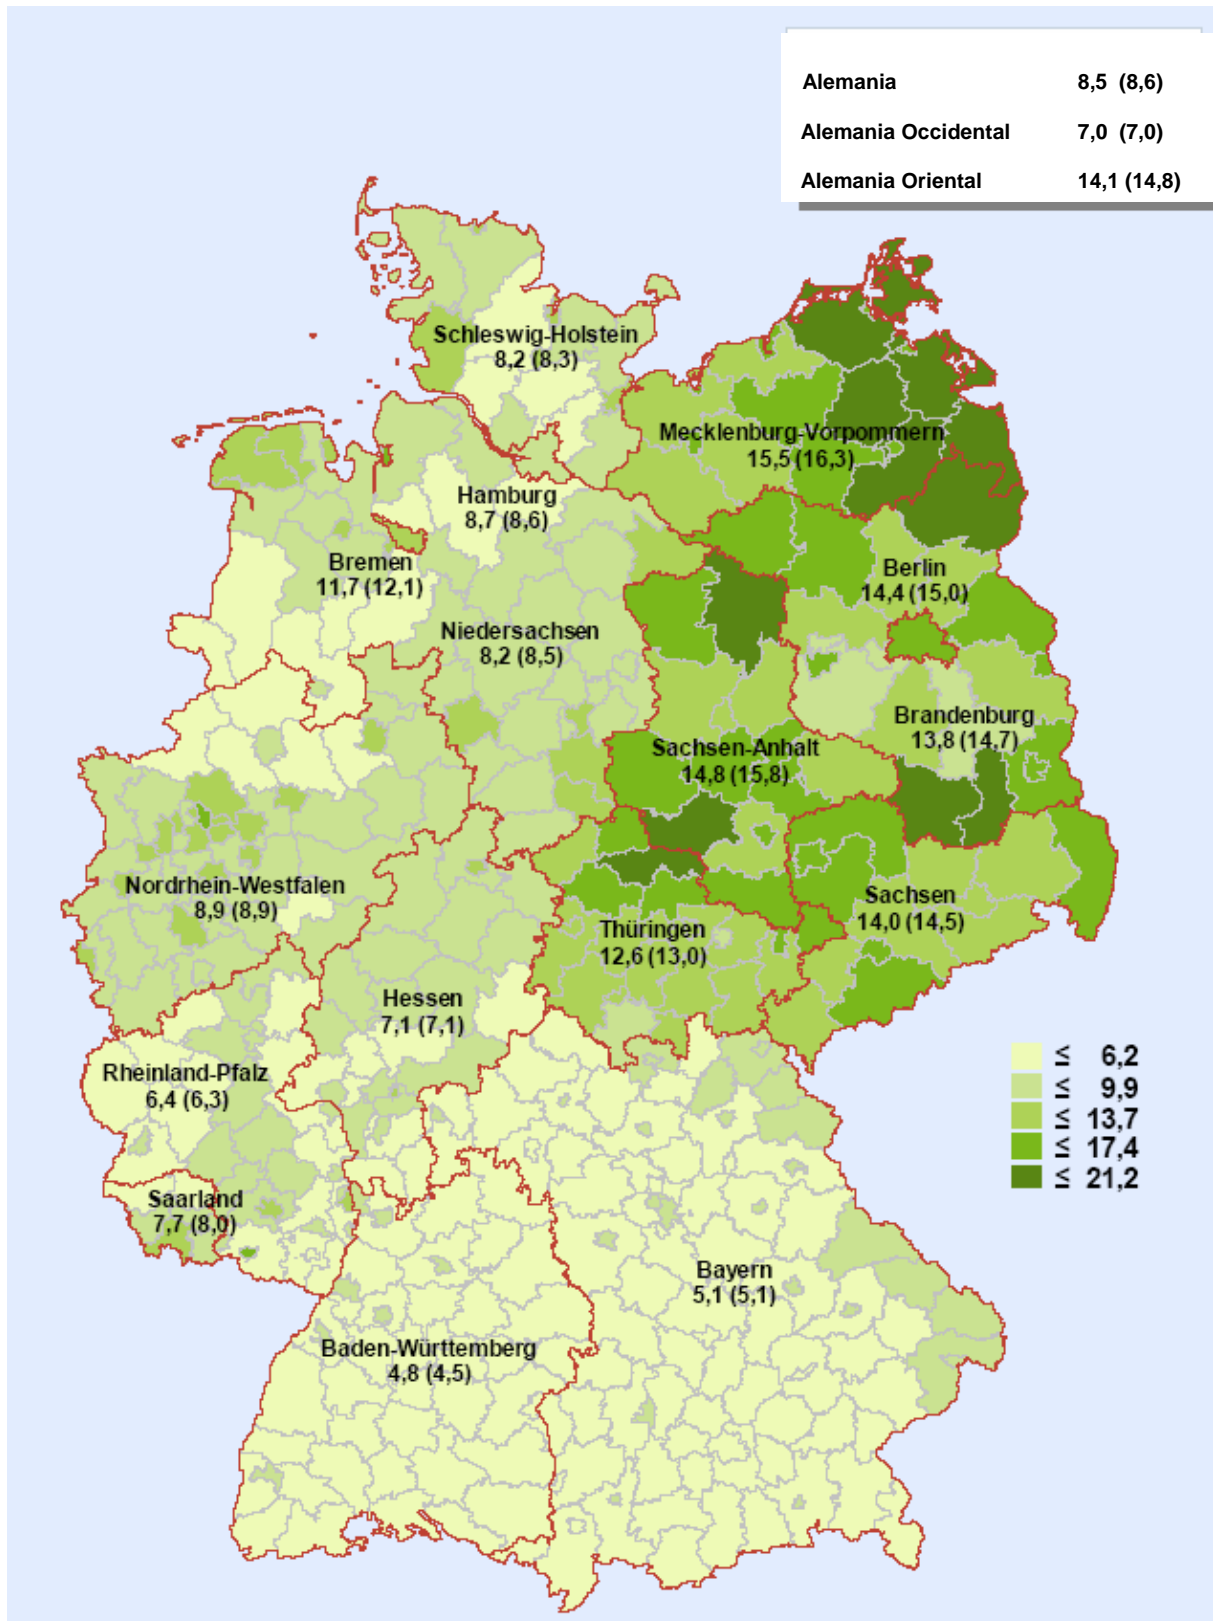 Alemania 8,5 (8,6)
Alemania Occidental 7,0 (7,0)
Alemania Oriental 14,1 (14,8)
Schleswig-Holstein
8,2 (8,3)
Mecklenburg-Vorpommern
15,5 (16,3)
Hamburg
8,7 (8,6)
Bremen
11,7 (12,1)
Berlin
14,4 (15,0)
Niedersachsen
8,2 (8,5)
Brandenburg
13,8 (14,7)
Sachsen-Anhalt
14,8 (15,8)
Nordrhein-Westfalen
8,9 (8,9)
Sachsen
14,0 (14,5)
Thüringen
12,6 (13,0)
Hessen
7,1 (7,1)
Rheinland-Pfalz
6,4 (6,3)
Saarland
7,7 (8,0)
Bayern
5,1 (5,1)
Baden-Württemberg
4,8 (4,5)
≤ 6,2
≤ 9,9
≤ 13,7
≤ 17,4
≤ 21,2